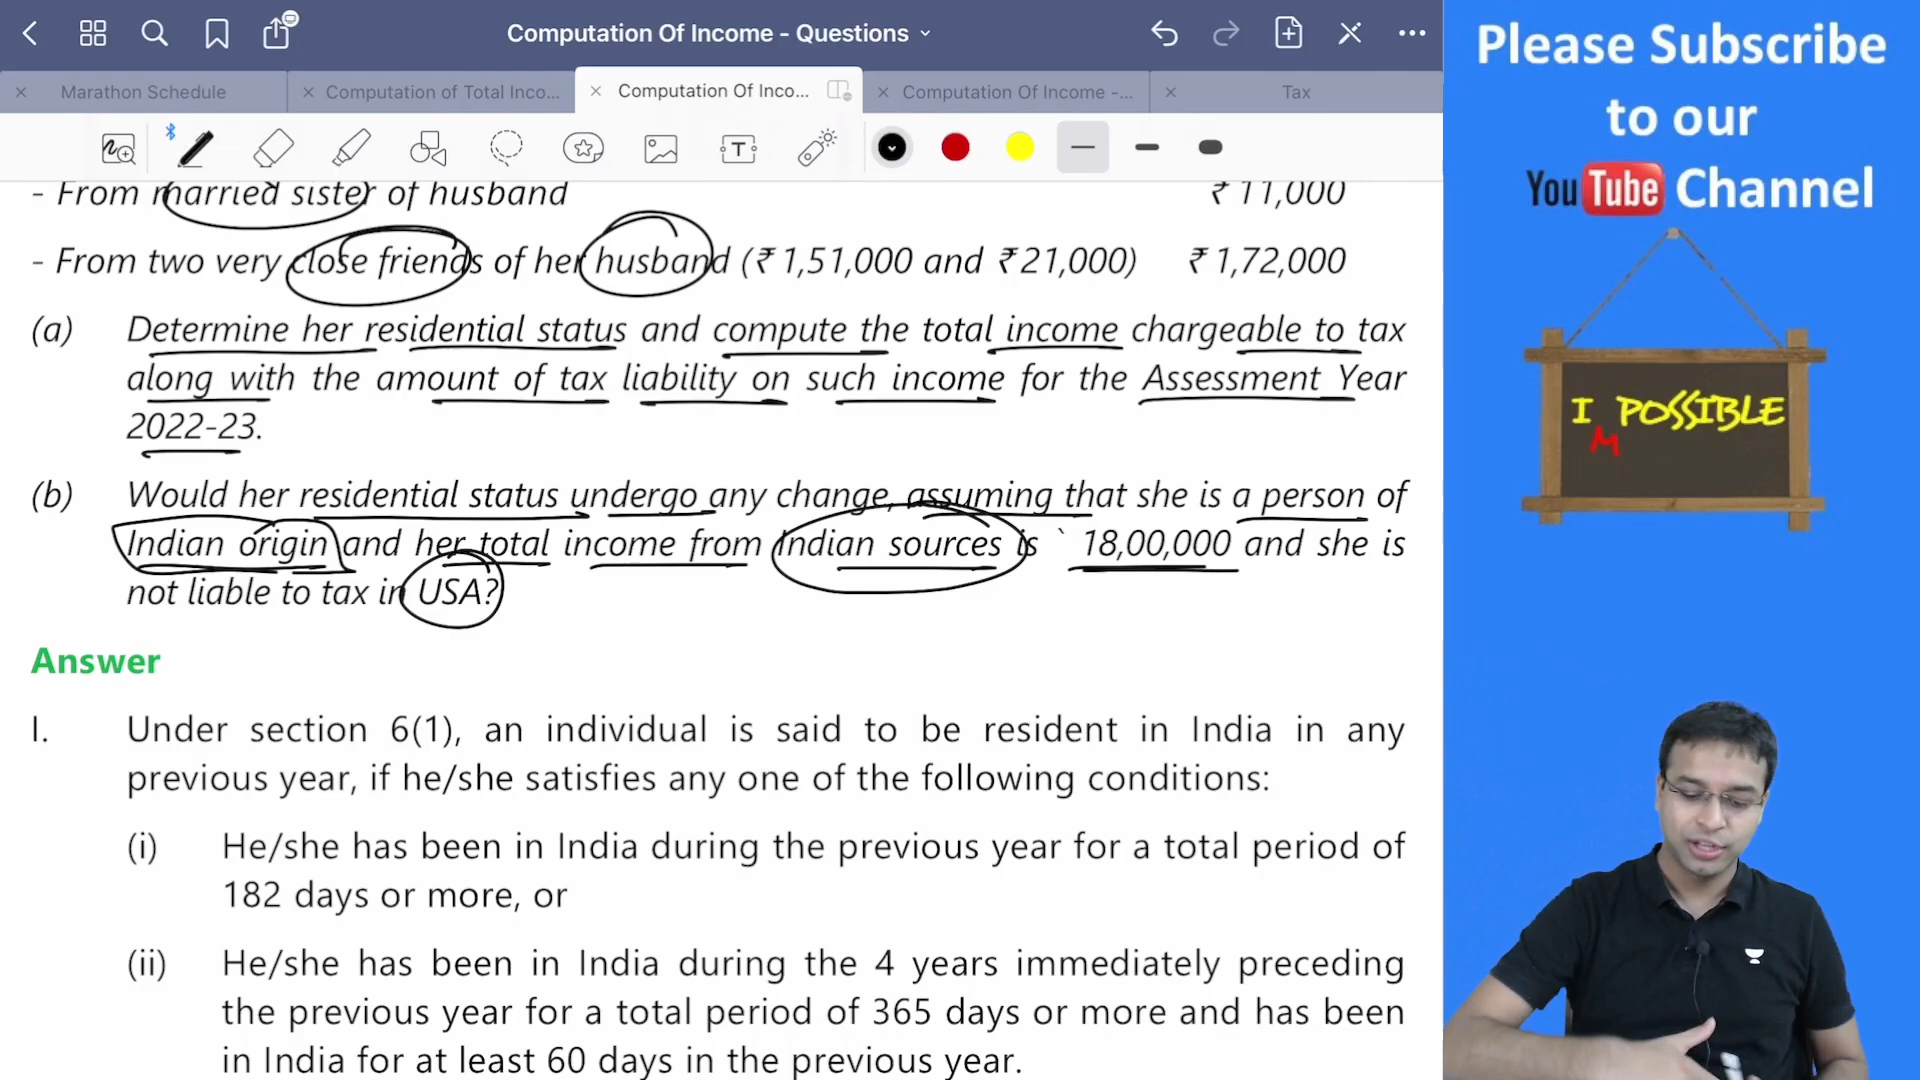 Computation Of Income - Questions
Marathon Schedule
Computation of Total Inco...
Computation Of Inco...
Computation Of Income -...
Tax
- From married sister of husband ₹ 11,000
- From two very close friends of her husband (₹ 1,51,000 and ₹21,000) ₹ 1,72,000
(a) Determine her residential status and compute the total income chargeable to tax
along with the amount of tax liability on such income for the Assessment Year
2022-23.
(b) Would her residential status undergo any change, assuming that she is a person of
Indian origin and her total income from Indian sources is ` 18,00,000 and she is
not liable to tax in USA?
Answer
I. Under section 6(1), an individual is said to be resident in India in any
previous year, if he/she satisfies any one of the following conditions:
(i) He/she has been in India during the previous year for a total period of
182 days or more, or
(ii) He/she has been in India during the 4 years immediately preceding
the previous year for a total period of 365 days or more and has been
in India for at least 60 days in the previous year.
Please Subscribe
to our
YouTube Channel
I POSSIBLE
M